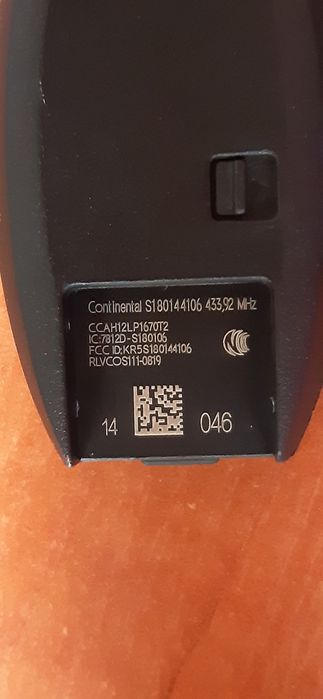 Continental S180144106 433,92 MHz
CCAH12LP1670T2
IC:7812D-S180106
FCC ID:KR5S180144106
RLVCOS111-0819
14
046